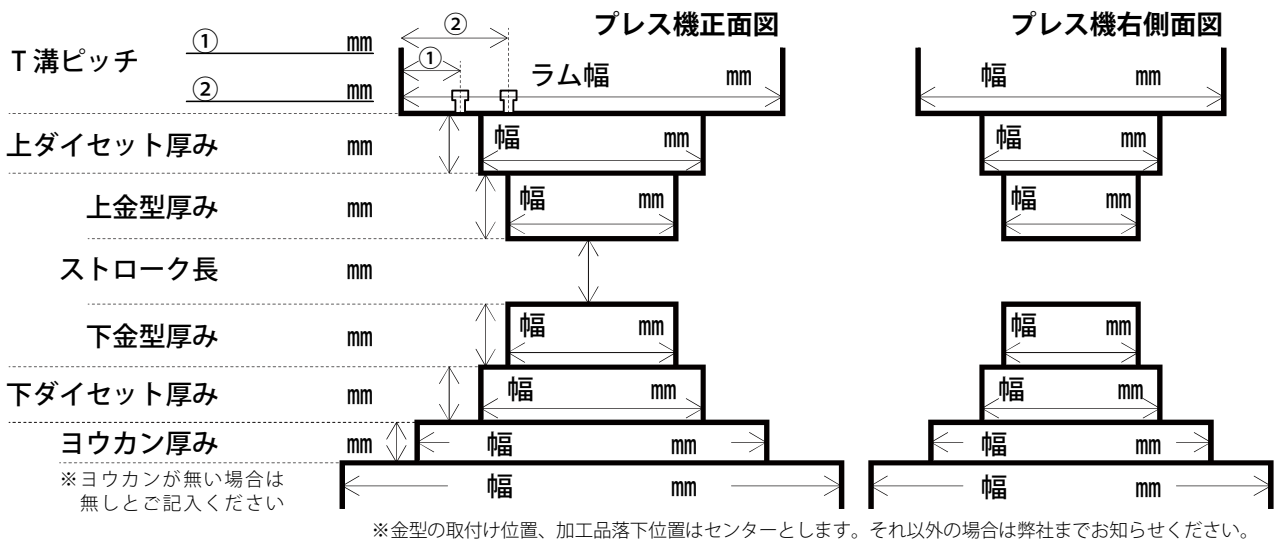 プレス機正面図
プレス機右側面図
T溝ピッチ
① ㎜
② ㎜
②
①
ラム幅 ㎜
幅 ㎜
上ダイセット厚み ㎜
幅 ㎜
幅 ㎜
上金型厚み ㎜
幅 ㎜
幅 ㎜
ストローク長 ㎜
下金型厚み ㎜
幅 ㎜
幅 ㎜
下ダイセット厚み ㎜
幅 ㎜
幅 ㎜
ヨウカン厚み ㎜
幅 ㎜
幅 ㎜
※ヨウカンが無い場合は
無しとご記入ください
幅 ㎜
幅 ㎜
※金型の取付け位置、加工品落下位置はセンターとします。それ以外の場合は弊社までお知らせください。